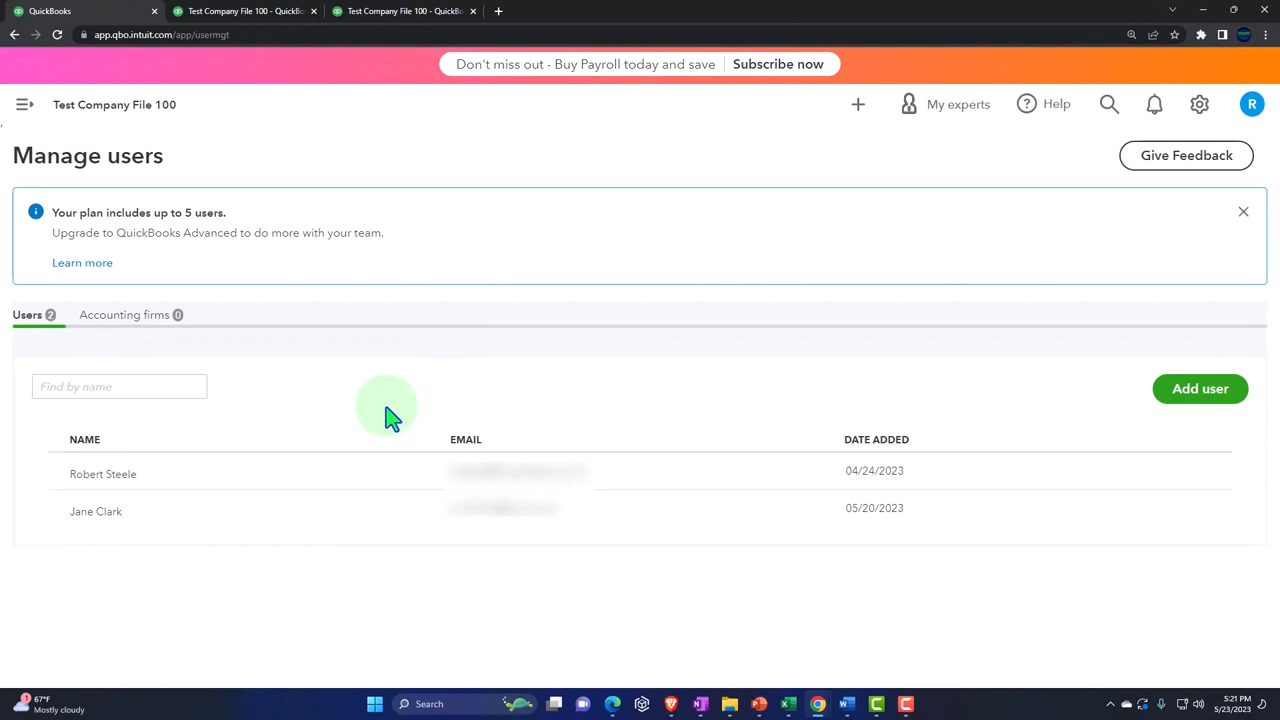 QuickBooks
Test Company File 100 - QuickBo
Test Company File 100 - QuickBo
app.qbo.intuit.com/app/usermgt
Don't miss out - Buy Payroll today and save Subscribe now
Test Company File 100
My experts
Help
R
Manage users
Give Feedback
Your plan includes up to 5 users.
Upgrade to QuickBooks Advanced to do more with your team.
Learn more
Users 2 Accounting firms 0
Find by name
Add user
NAME EMAIL DATE ADDED
Robert Steele 04/24/2023
Jane Clark 05/20/2023
67°F
Mostly cloudy
Search
5:21 PM
5/23/2023